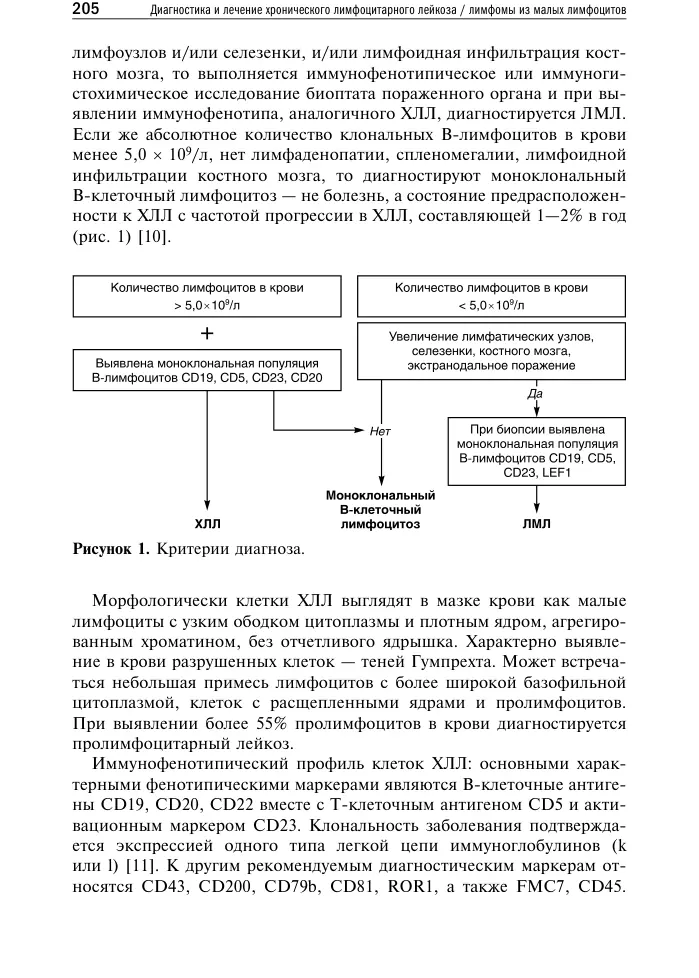 205 Диагностика и лечение хронического лимфоцитарного лейкоза / лимфомы из малых лимфоцитов
лимфоузлов и/или селезенки, и/или лимфоидная инфильтрация кост-
ного мозга, то выполняется иммунофенотипическое или иммуноги-
стохимическое исследование биоптата пораженного органа и при вы-
явлении иммунофенотипа, аналогичного ХЛЛ, диагностируется ЛМЛ.
Если же абсолютное количество клональных В-лимфоцитов в крови
менее 5,0 × 10⁹/л, нет лимфаденопатии, спленомегалии, лимфоидной
инфильтрации костного мозга, то диагностируют моноклональный
В-клеточный лимфоцитоз — не болезнь, а состояние предрасположен-
ности к ХЛЛ с частотой прогрессии в ХЛЛ, составляющей 1—2% в год
(рис. 1) [10].
Количество лимфоцитов в крови
> 5,0×10⁹/л
+
Выявлена моноклональная популяция
В-лимфоцитов CD19, CD5, CD23, CD20
Количество лимфоцитов в крови
< 5,0×10⁹/л
Увеличение лимфатических узлов,
селезенки, костного мозга,
экстранодальное поражение
Да
Нет
При биопсии выявлена
моноклональная популяция
В-лимфоцитов CD19, CD5,
CD23, LEF1
ХЛЛ
Моноклональный
В-клеточный
лимфоцитоз
ЛМЛ
Рисунок 1. Критерии диагноза.
Морфологически клетки ХЛЛ выглядят в мазке крови как малые
лимфоциты с узким ободком цитоплазмы и плотным ядром, агрегиро-
ванным хроматином, без отчетливого ядрышка. Характерно выявле-
ние в крови разрушенных клеток — теней Гумпрехта. Может встреча-
ться небольшая примесь лимфоцитов с более широкой базофильной
цитоплазмой, клеток с расщепленными ядрами и пролимфоцитов.
При выявлении более 55% пролимфоцитов в крови диагностируется
пролимфоцитарный лейкоз.
Иммунофенотипический профиль клеток ХЛЛ: основными харак-
терными фенотипическими маркерами являются В-клеточные антиге-
ны CD19, CD20, CD22 вместе с Т-клеточным антигеном CD5 и акти-
вационным маркером CD23. Клональность заболевания подтвержда-
ется экспрессией одного типа легкой цепи иммуноглобулинов (k
или l) [11]. К другим рекомендуемым диагностическим маркерам от-
носятся CD43, CD200, CD79b, CD81, ROR1, а также FMC7, CD45.